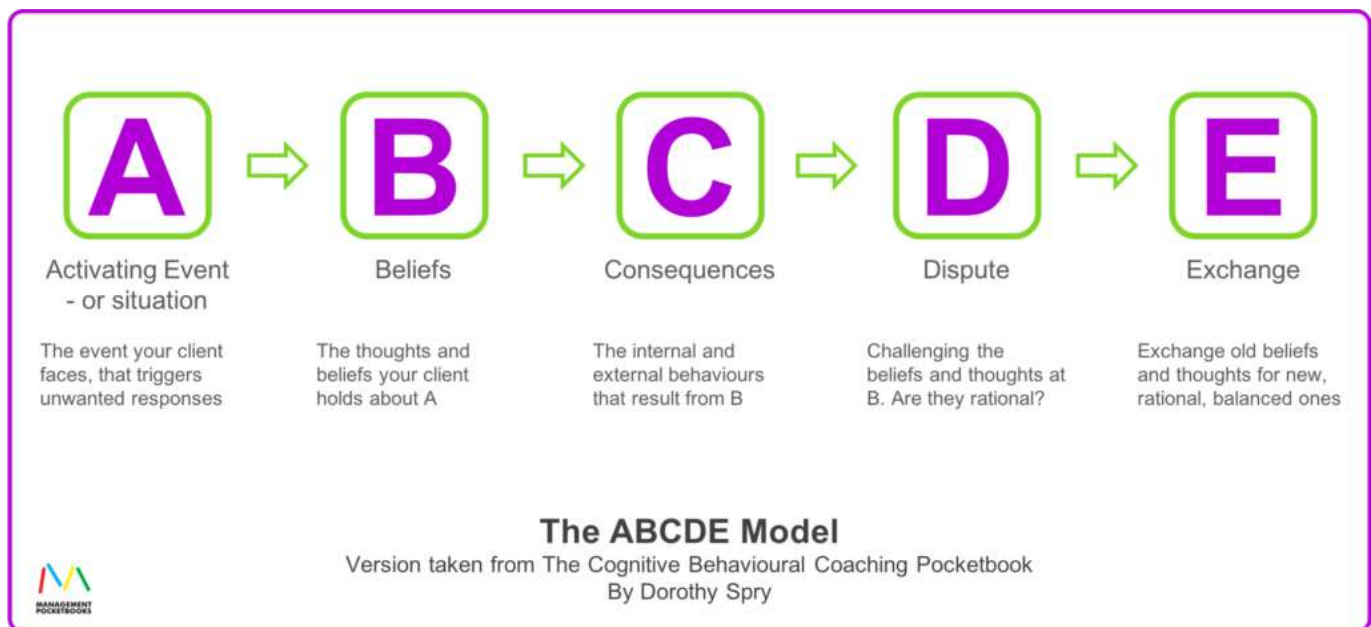 A
B
C
D
E
Activating Event
- or situation
Beliefs
Consequences
Dispute
Exchange
The event your client
faces, that triggers
unwanted responses
The thoughts and
beliefs your client
holds about A
The internal and
external behaviours
that result from B
Challenging the
beliefs and thoughts at
B. Are they rational?
Exchange old beliefs
and thoughts for new,
rational, balanced ones
The ABCDE Model
Version taken from The Cognitive Behavioural Coaching Pocketbook
By Dorothy Spry
MANAGEMENT
POCKETBOOKS